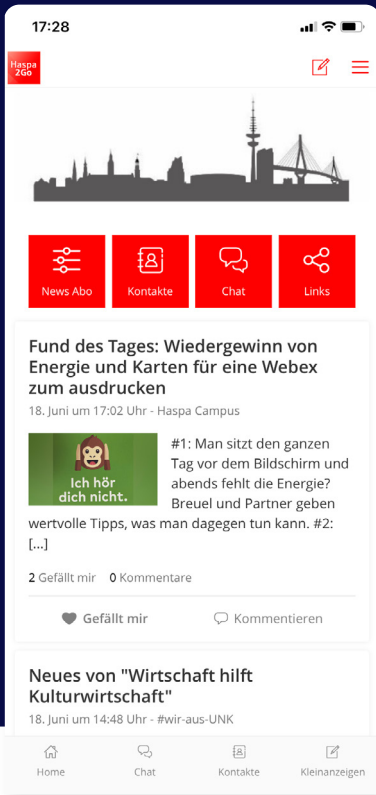 17:28
Haspa
2Go
News Abo
Kontakte
Chat
Links
Fund des Tages: Wiedergewinn von
Energie und Karten für eine Webex
zum ausdrucken
18. Juni um 17:02 Uhr - Haspa Campus
Ich hör
dich nicht.
#1: Man sitzt den ganzen
Tag vor dem Bildschirm und
abends fehlt die Energie?
Breuel und Partner geben
wertvolle Tipps, was man dagegen tun kann. #2:
[...]
2 Gefällt mir 0 Kommentare
Gefällt mir
Kommentieren
Neues von "Wirtschaft hilft
Kulturwirtschaft"
18. Juni um 14:48 Uhr - #wir-aus-UNK
Home
Chat
Kontakte
Kleinanzeigen